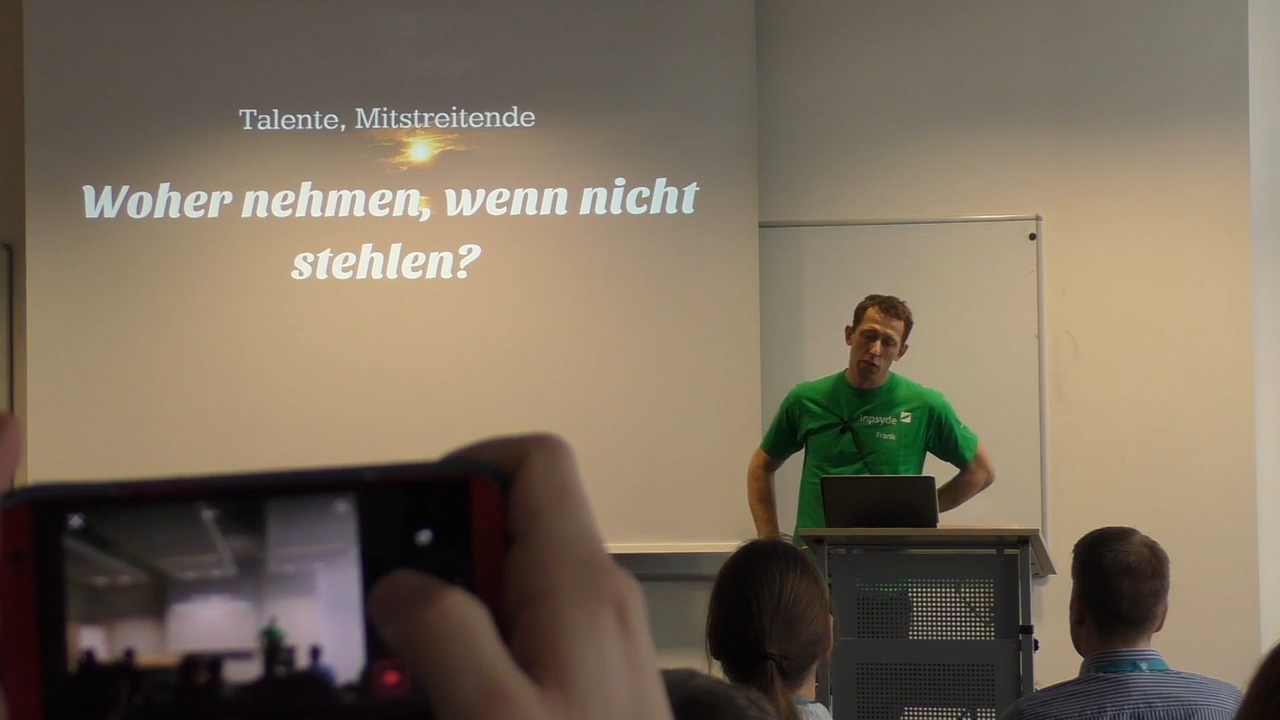 Talente, Mitstreitende
Woher nehmen, wenn nicht
stehlen?
inpsyde
Frank